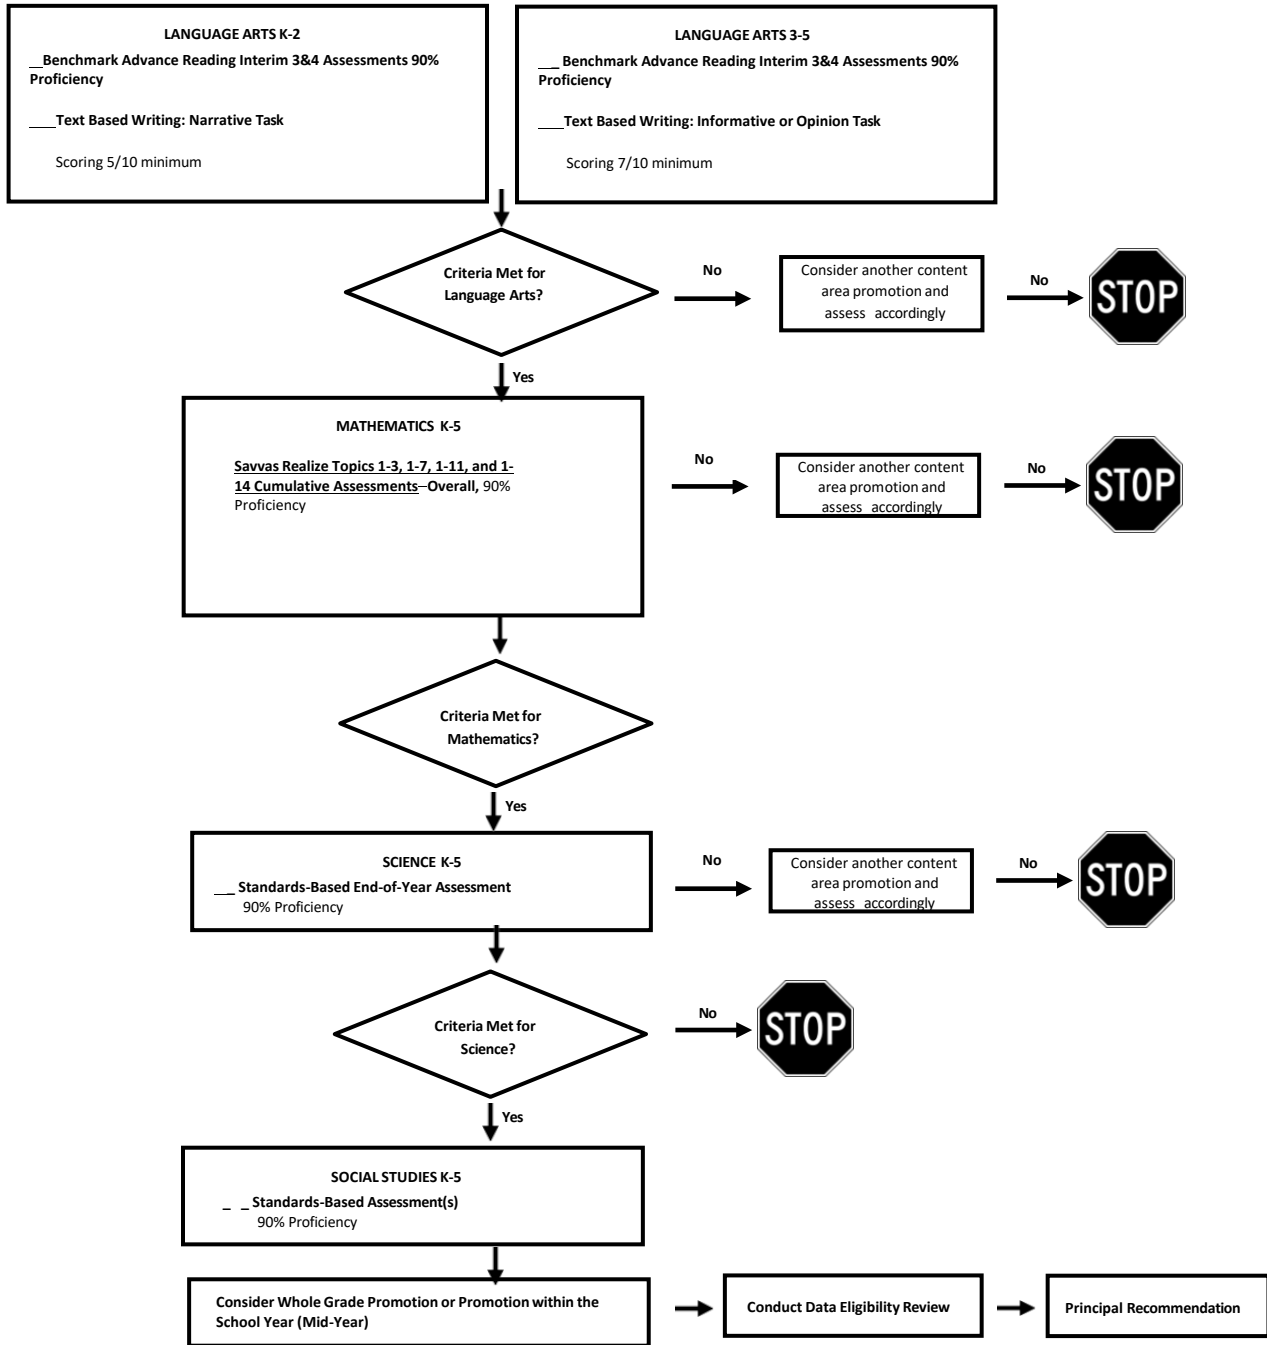 LANGUAGE ARTS K-2
__Benchmark Advance Reading Interim 3&4 Assessments 90%
Proficiency
___Text Based Writing: Narrative Task
Scoring 5/10 minimum
LANGUAGE ARTS 3-5
__ Benchmark Advance Reading Interim 3&4 Assessments 90%
Proficiency
___Text Based Writing: Informative or Opinion Task
Scoring 7/10 minimum
Criteria Met for
Language Arts?
No
Consider another content
area promotion and
assess accordingly
No
STOP
Yes
MATHEMATICS K-5
Savvas Realize Topics 1-3, 1-7, 1-11, and 1-
14 Cumulative Assessments–Overall, 90%
Proficiency
No
Consider another content
area promotion and
assess accordingly
No
STOP
Criteria Met for
Mathematics?
Yes
SCIENCE K-5
__ Standards-Based End-of-Year Assessment
90% Proficiency
No
Consider another content
area promotion and
assess accordingly
No
STOP
Criteria Met for
Science?
No
STOP
Yes
SOCIAL STUDIES K-5
_ _ Standards-Based Assessment(s)
90% Proficiency
Consider Whole Grade Promotion or Promotion within the
School Year (Mid-Year)
Conduct Data Eligibility Review
Principal Recommendation